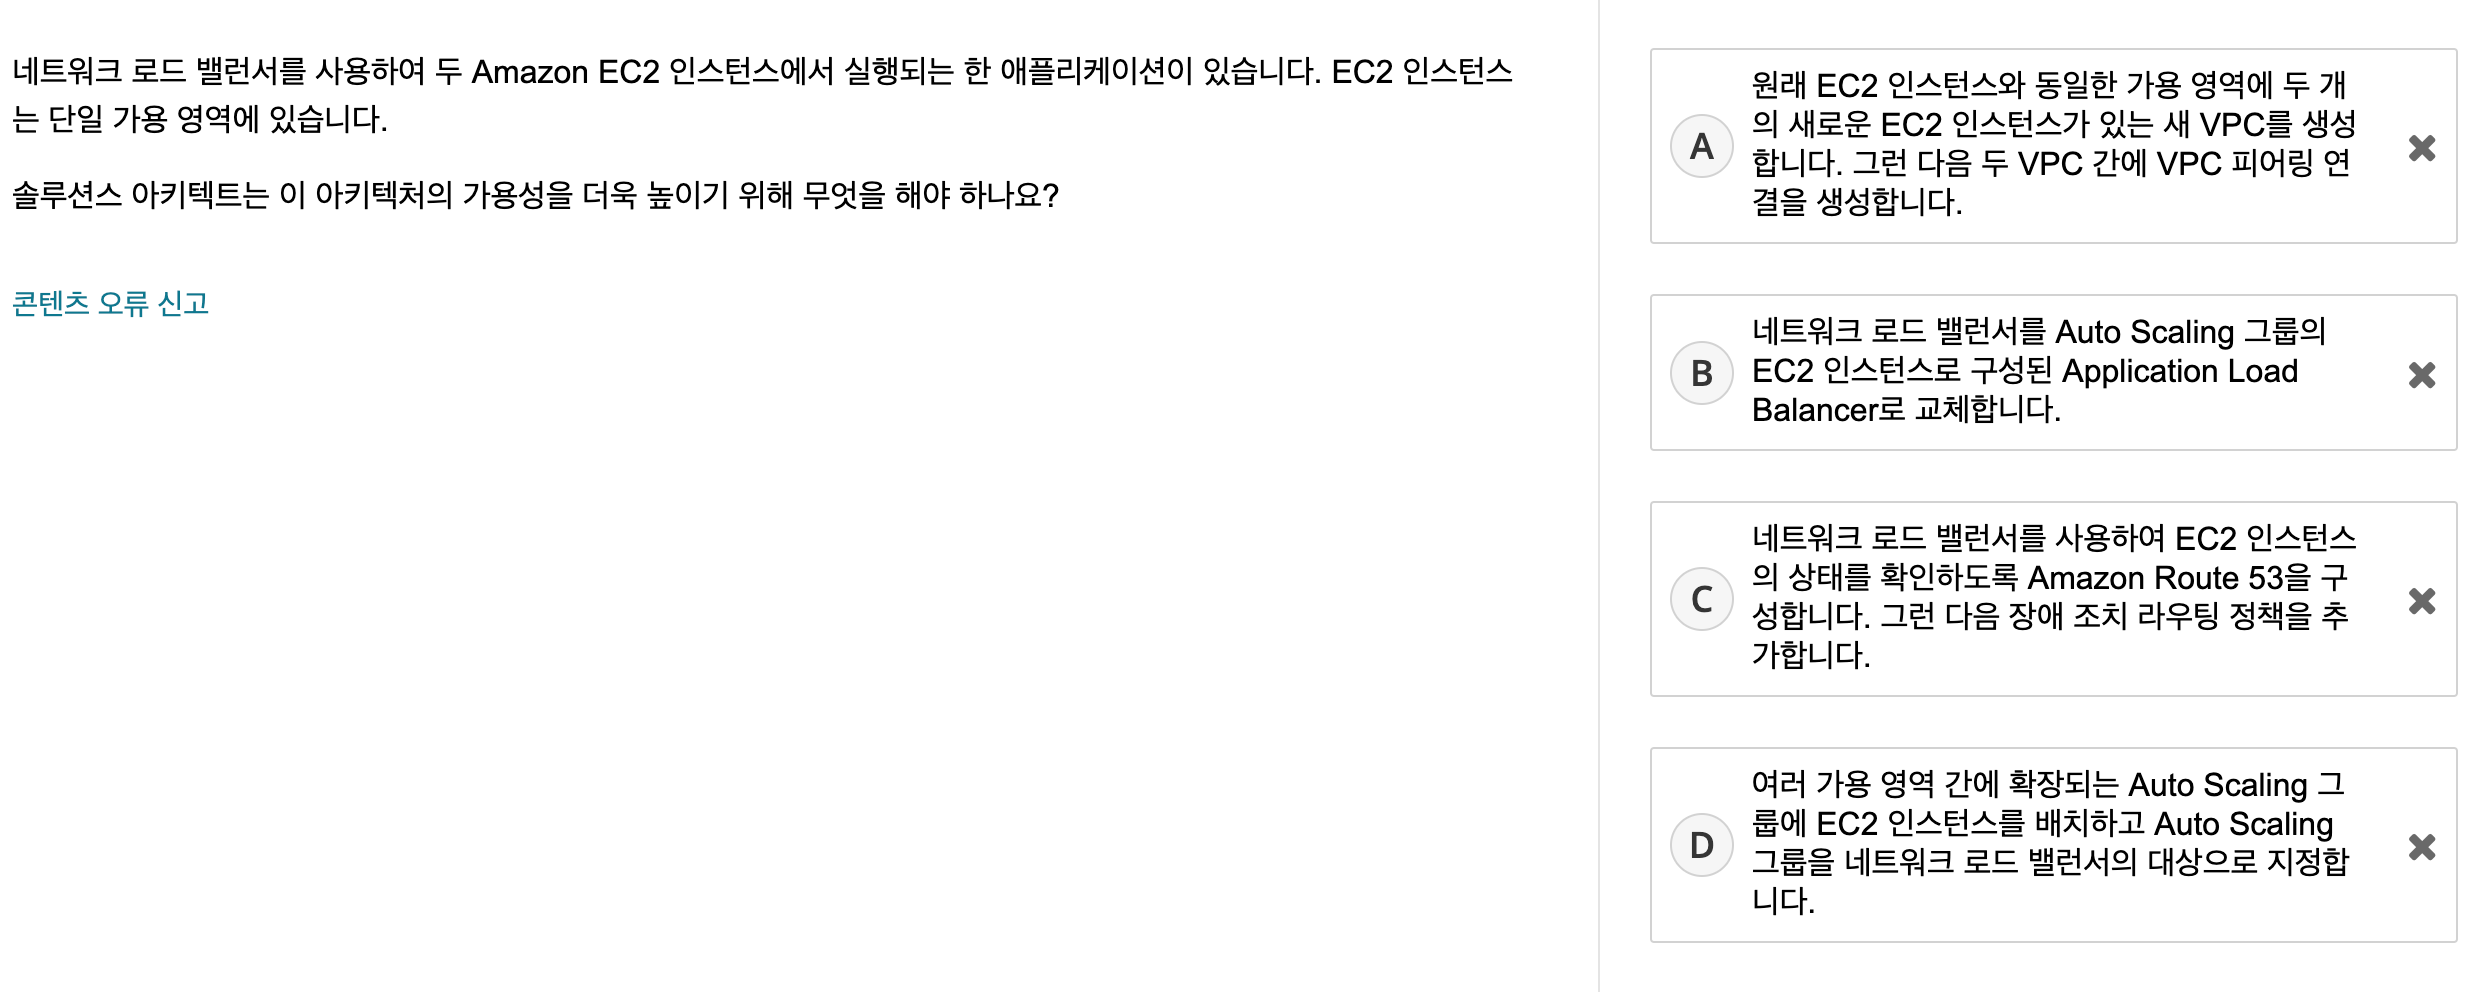 네트워크 로드 밸런서를 사용하여 두 Amazon EC2 인스턴스에서 실행되는 한 애플리케이션이 있습니다. EC2 인스턴스
는 단일 가용 영역에 있습니다.
솔루션스 아키텍트는 이 아키텍처의 가용성을 더욱 높이기 위해 무엇을 해야 하나요?
콘텐츠 오류 신고
A
원래 EC2 인스턴스와 동일한 가용 영역에 두 개
의 새로운 EC2 인스턴스가 있는 새 VPC를 생성
합니다. 그런 다음 두 VPC 간에 VPC 피어링 연
결을 생성합니다.
B
네트워크 로드 밸런서를 Auto Scaling 그룹의
EC2 인스턴스로 구성된 Application Load
Balancer로 교체합니다.
C
네트워크 로드 밸런서를 사용하여 EC2 인스턴스
의 상태를 확인하도록 Amazon Route 53을 구
성합니다. 그런 다음 장애 조치 라우팅 정책을 추
가합니다.
D
여러 가용 영역 간에 확장되는 Auto Scaling 그
룹에 EC2 인스턴스를 배치하고 Auto Scaling
그룹을 네트워크 로드 밸런서의 대상으로 지정합
니다.